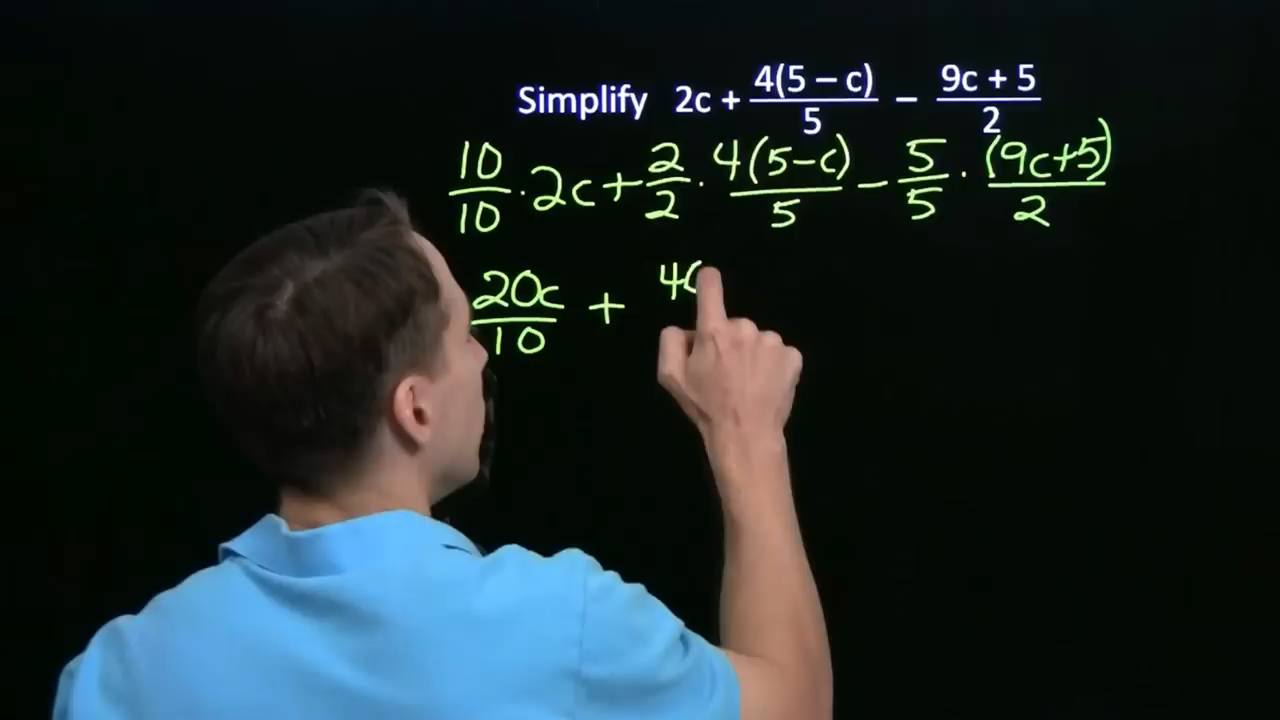 Simplify 2c + 4(5 – c)/5 – 9c + 5/2
10/10 · 2c + 2/2 · 4(5-c)/5 - 5/5 · (9c+5)/2
20c/10 + 4(